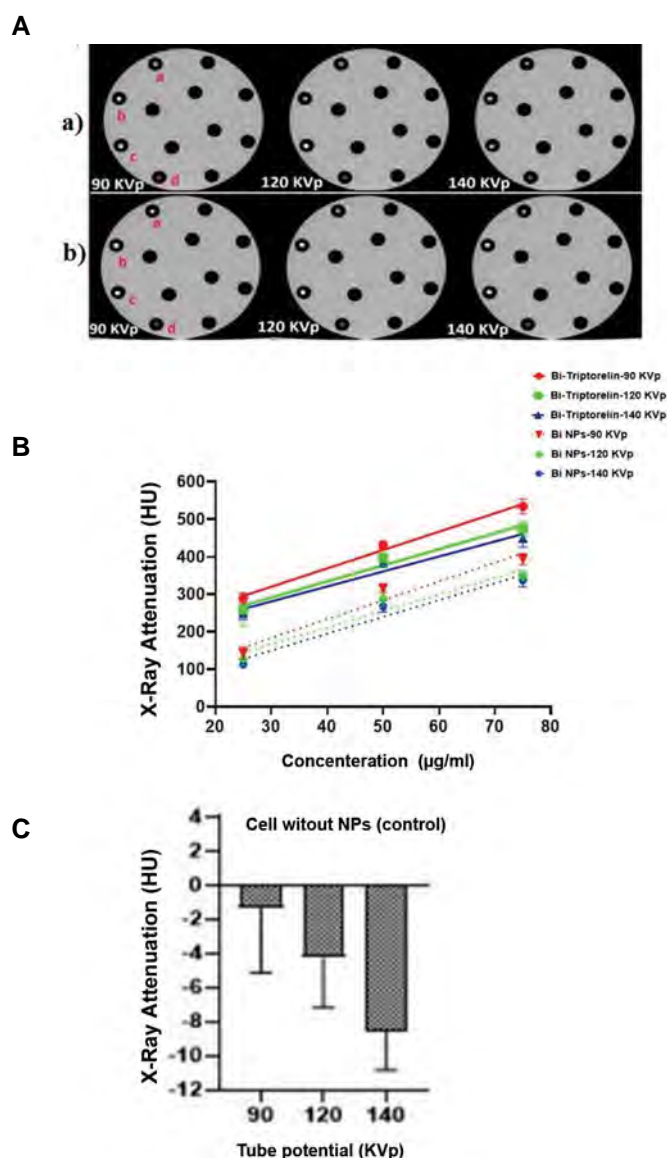 A
a)
a
b
c
d
90 KVp
120 KVp
140 KVp
b)
a
b
c
d
90 KVp
120 KVp
140 KVp
Bi-Triptorelin-90 KVp
Bi-Triptorelin-120 KVp
Bi-Triptorelin-140 KVp
Bi NPs-90 KVp
Bi NPs-120 KVp
Bi NPs-140 KVp
B
X-Ray Attenuation (HU)
600
500
400
300
200
100
0
20 30 40 50 60 70 80
Concenteration (µg/ml)
C
Cell witout NPs (control)
X-Ray Attenuation (HU)
4
2
0
-2
-4
-6
-8
-10
-12
90 120 140
Tube potential (KVp)